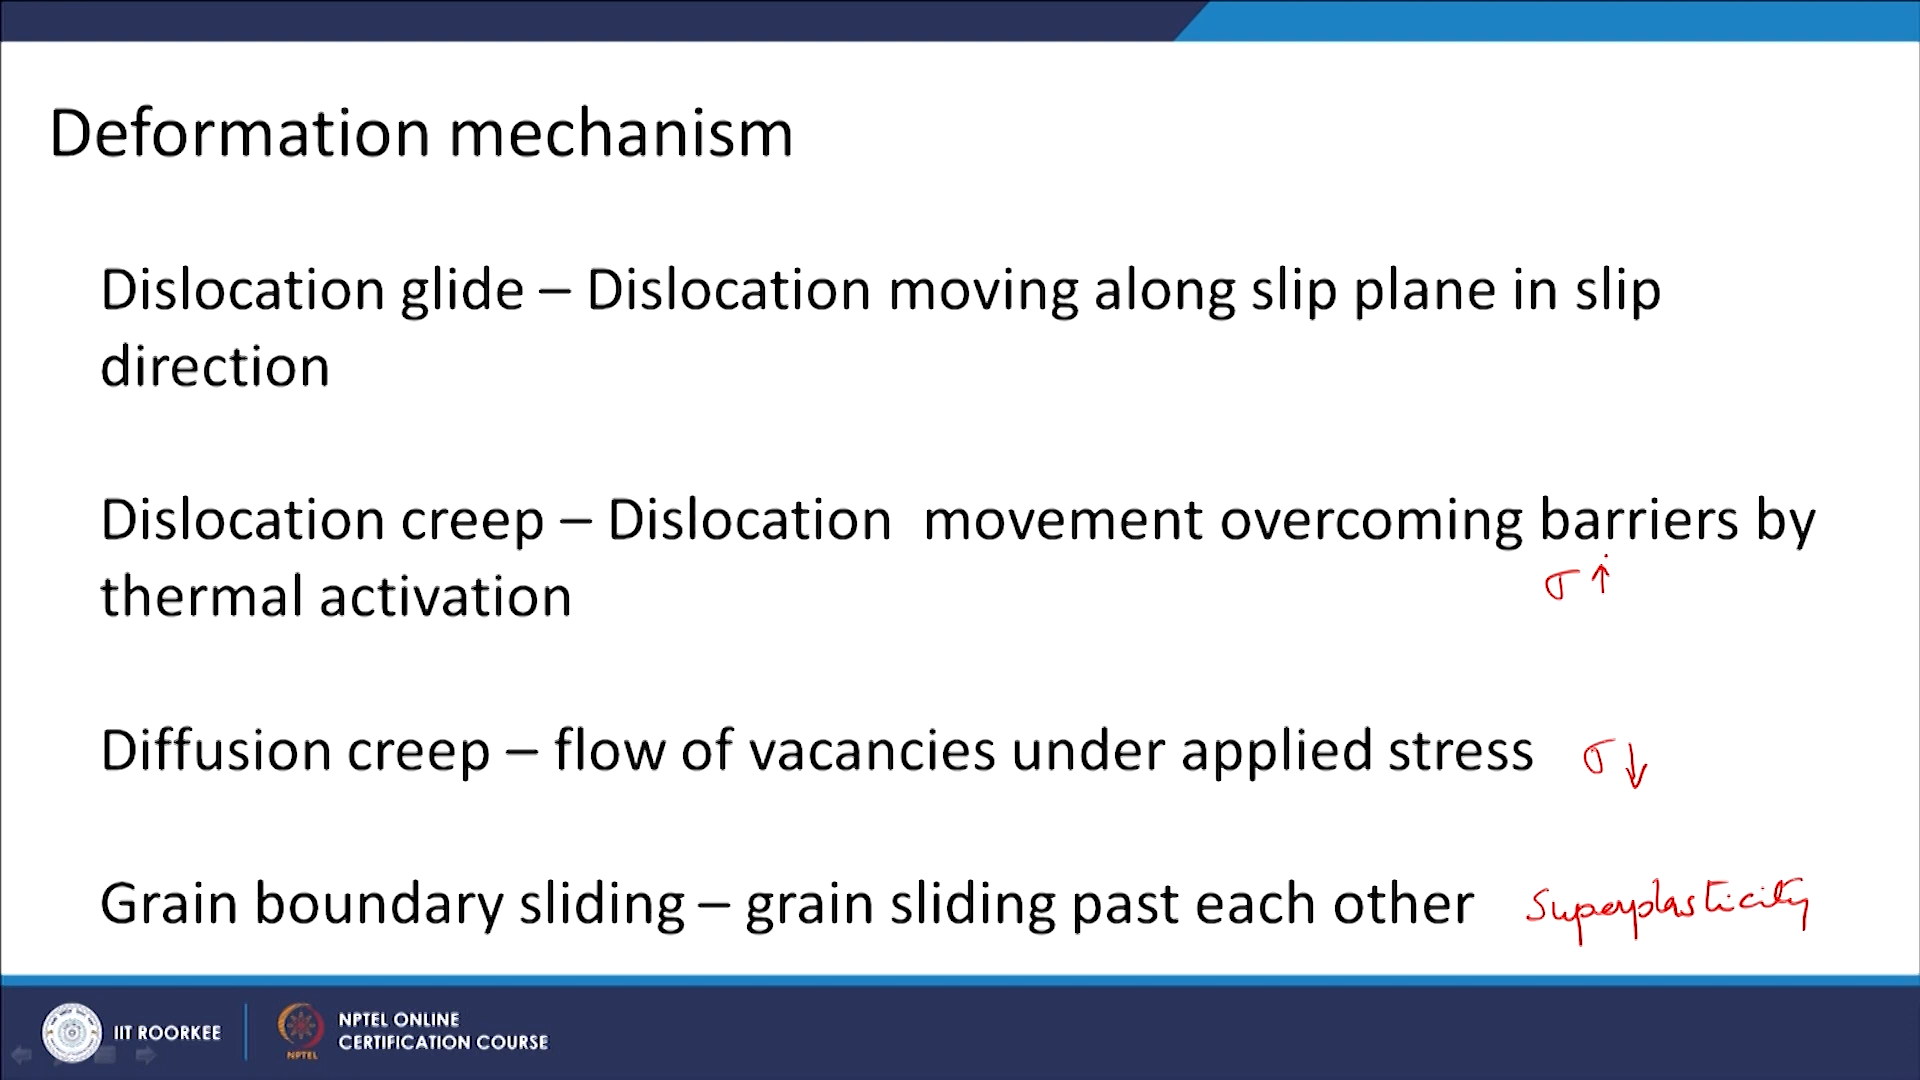 Deformation mechanism
Dislocation glide – Dislocation moving along slip plane in slip
direction
Dislocation creep – Dislocation movement overcoming barriers by
thermal activation
σ ↑
Diffusion creep – flow of vacancies under applied stress σ ↓
Grain boundary sliding – grain sliding past each other Superplasticity
IIT ROORKEE
NPTEL
NPTEL ONLINE
CERTIFICATION COURSE